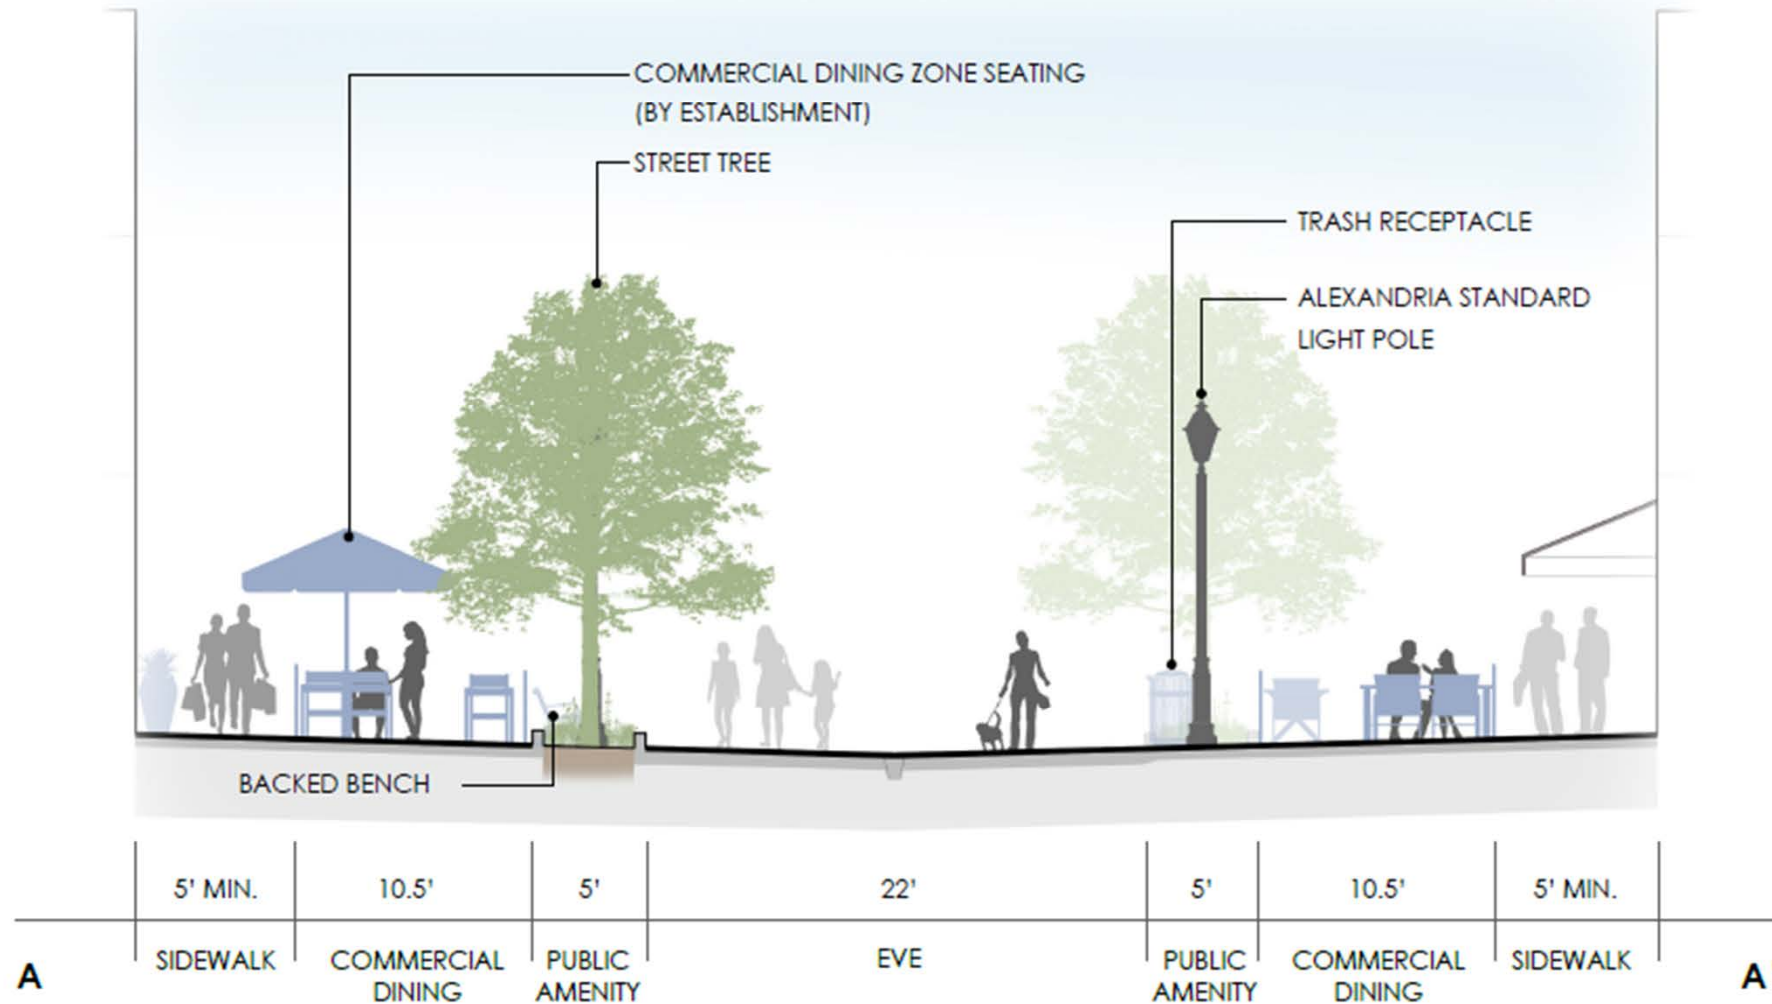 COMMERCIAL DINING ZONE SEATING
(BY ESTABLISHMENT)
STREET TREE
TRASH RECEPTACLE
ALEXANDRIA STANDARD
LIGHT POLE
BACKED BENCH
5' MIN.
10.5'
5'
22'
5'
10.5'
5' MIN.
A
SIDEWALK
COMMERCIAL
DINING
PUBLIC
AMENITY
EVE
PUBLIC
AMENITY
COMMERCIAL
DINING
SIDEWALK
A